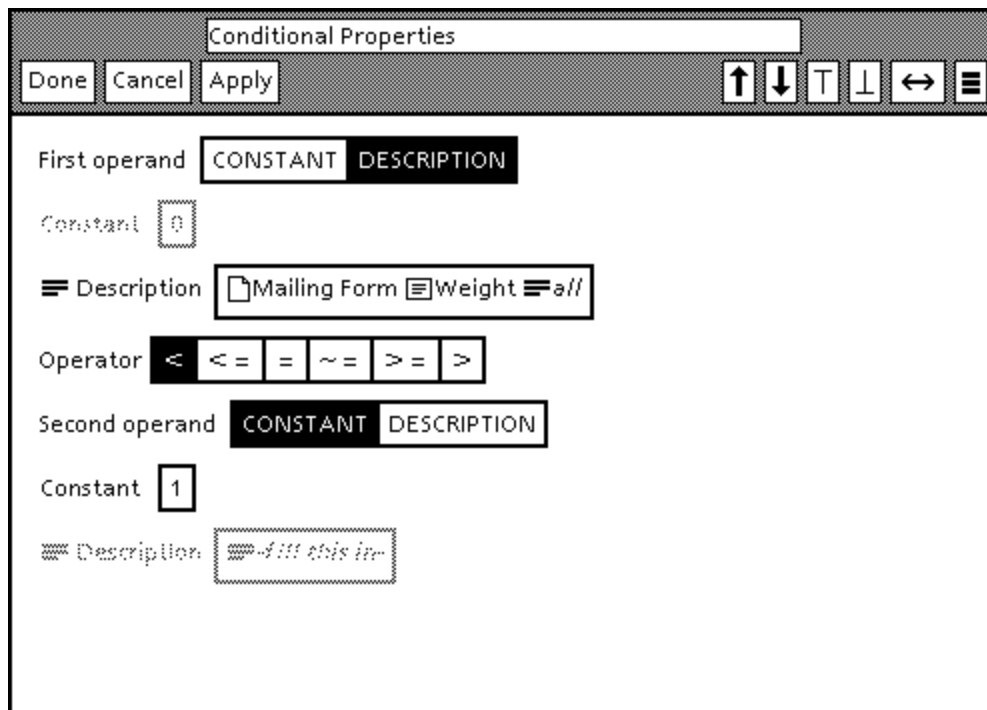 Conditional Properties
Done Cancel Apply
First operand CONSTANT DESCRIPTION
Constant 0
Description Mailing Form Weight all
Operator < < = = ~ = > = >
Second operand CONSTANT DESCRIPTION
Constant 1
Description -fill this in-